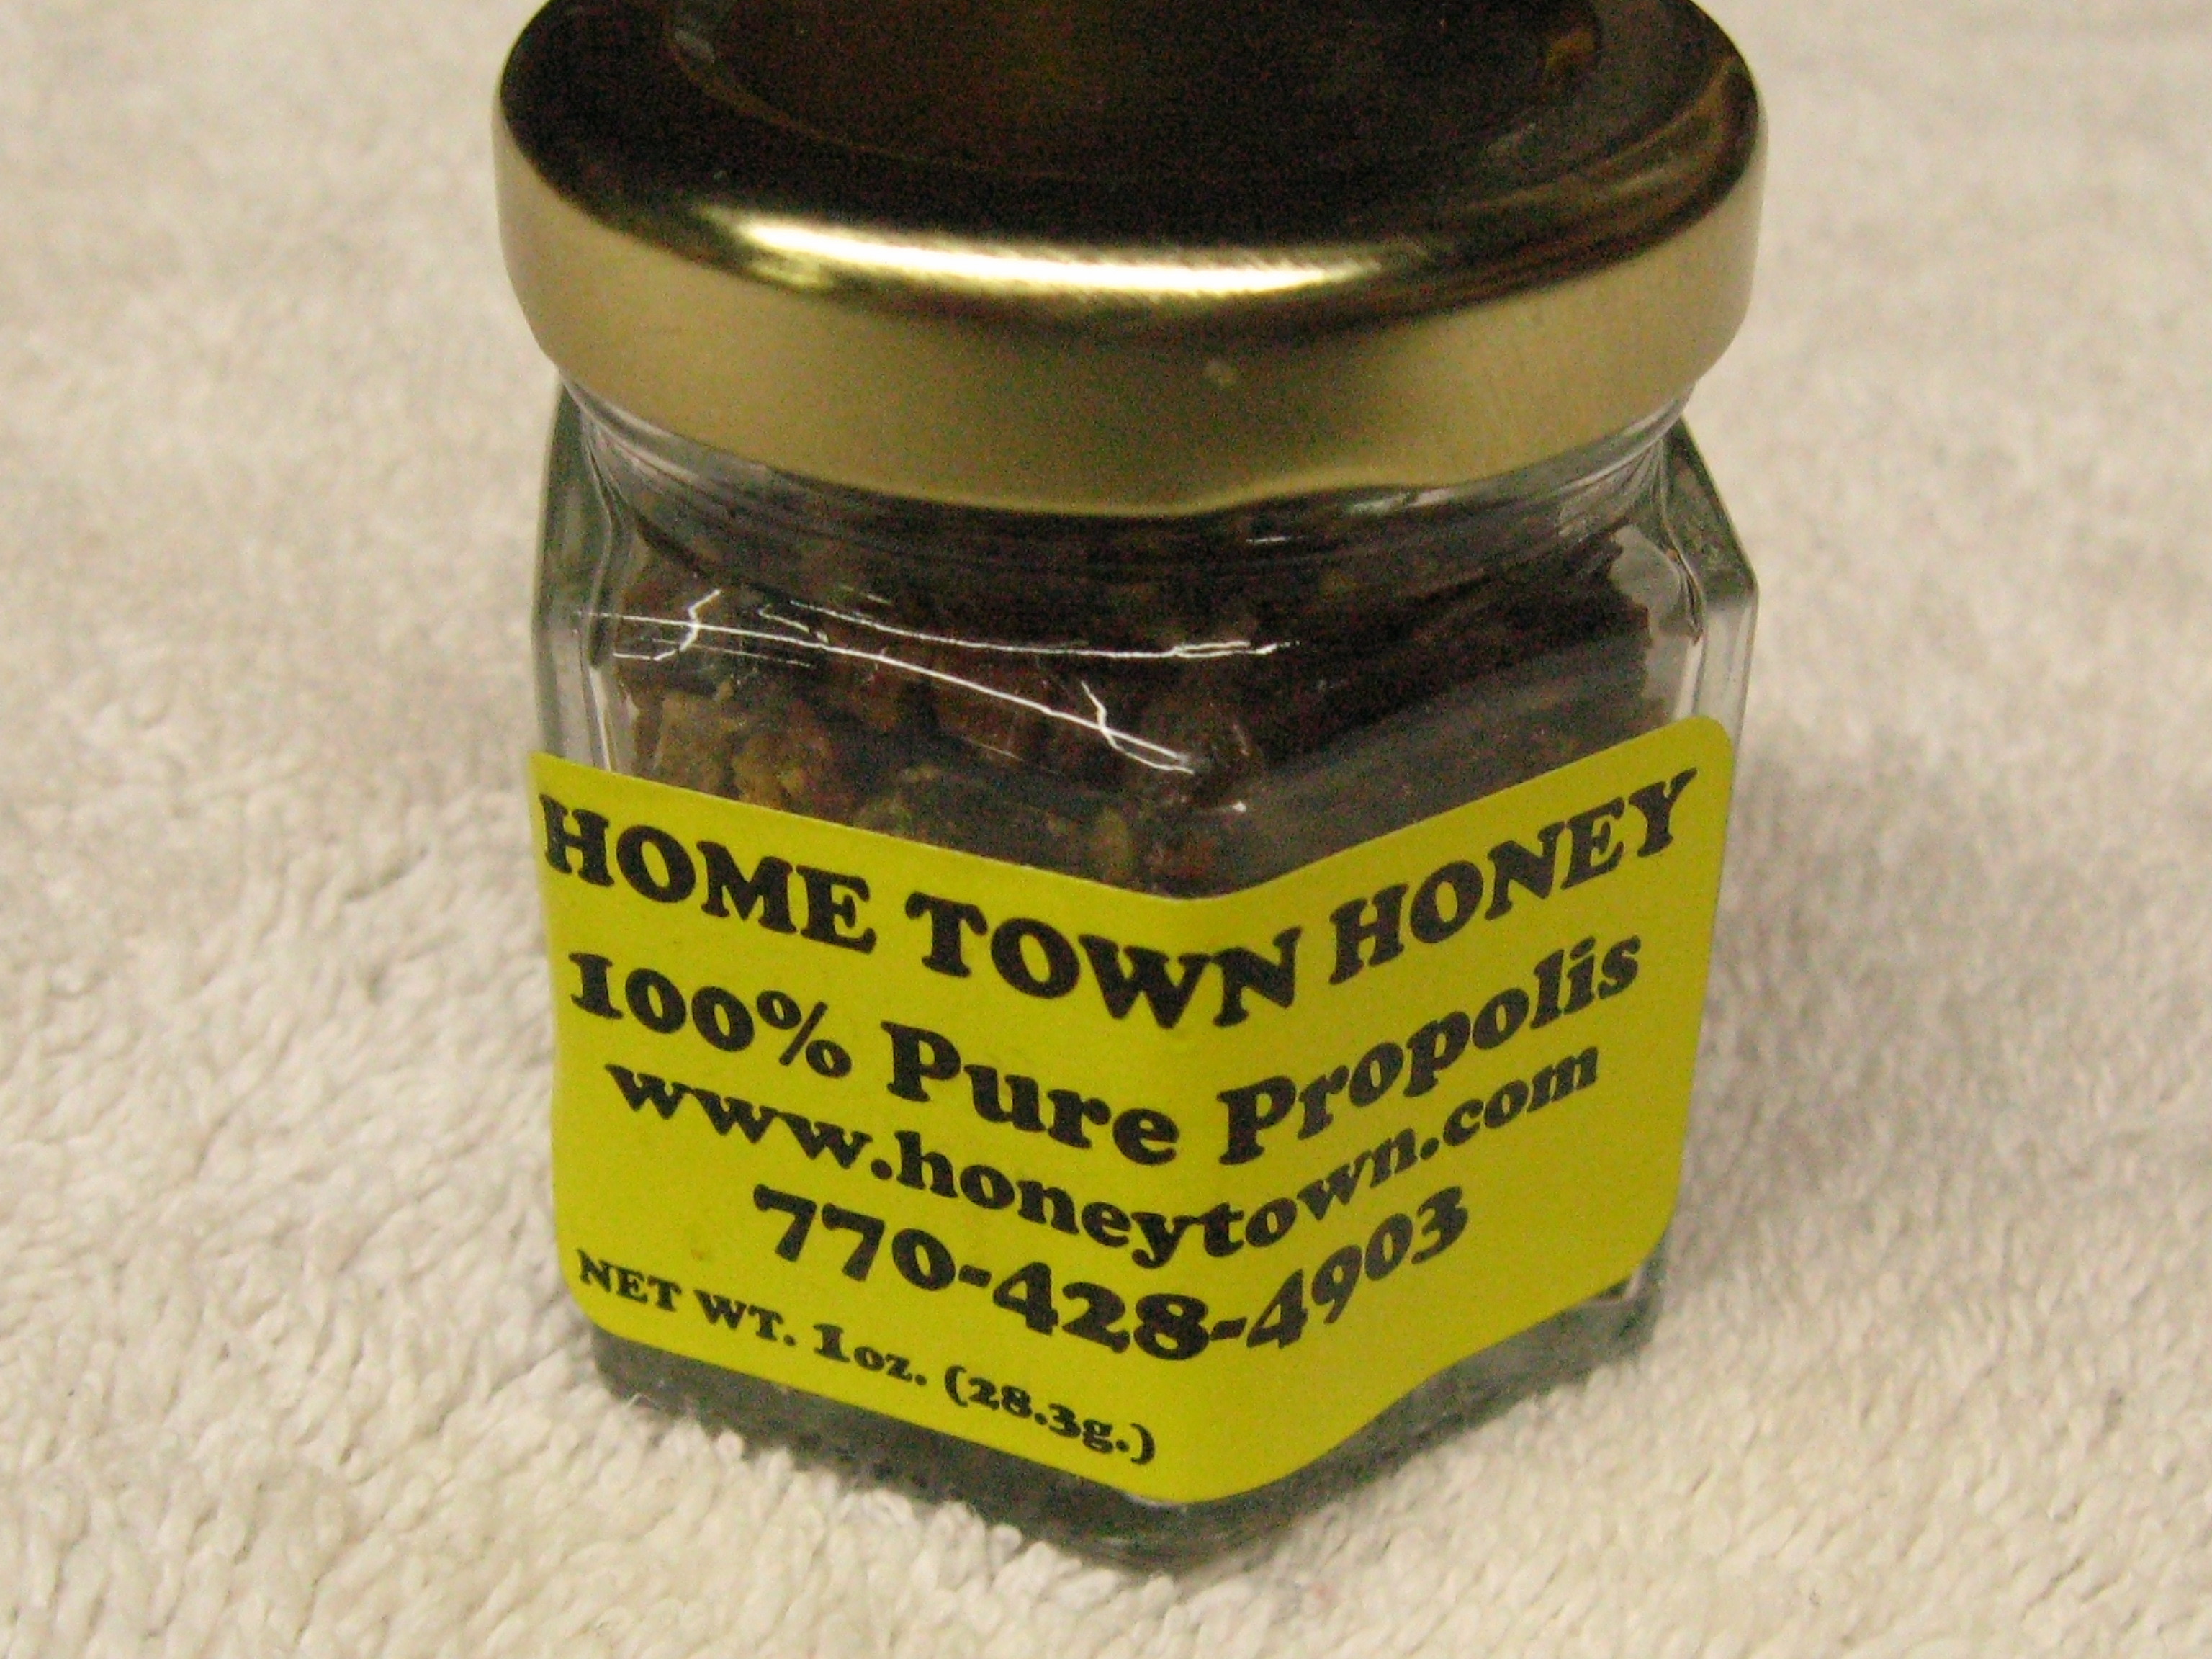 HOME TOWN HONEY
100% Pure Propolis
www.honeytown.com
770-428-4903
NET WT. 1oz. (28.3g.)